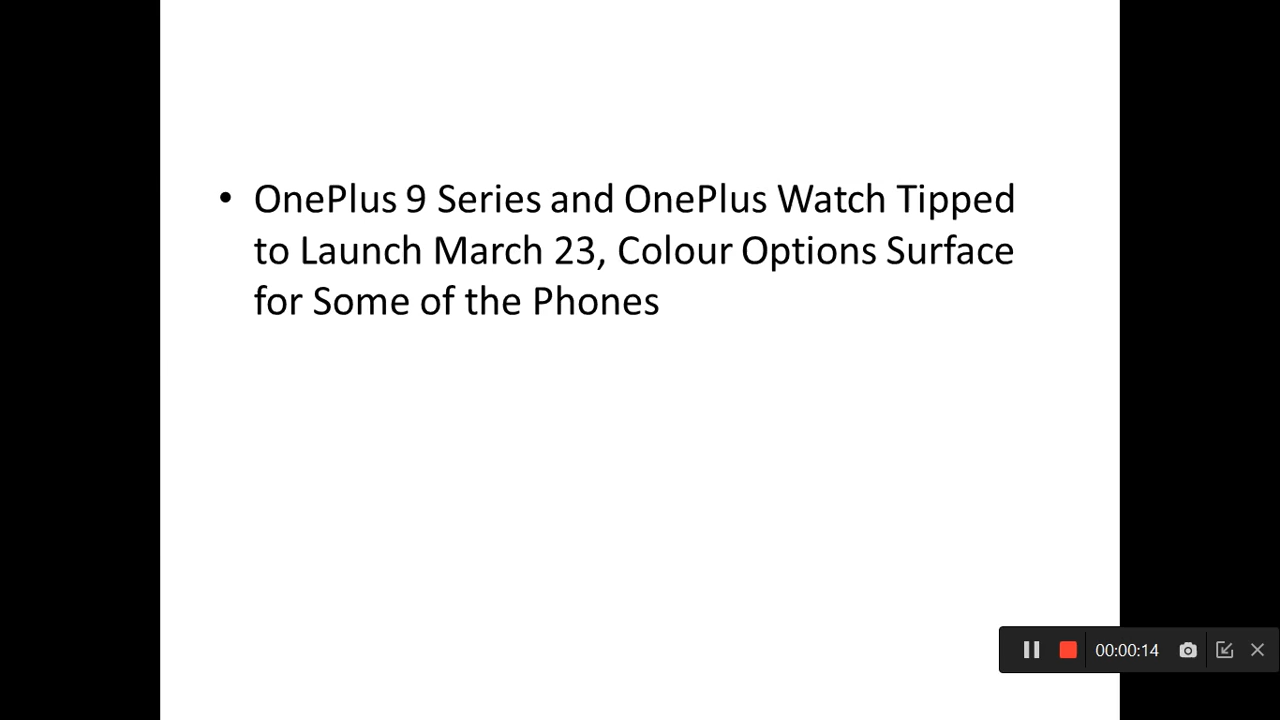 • OnePlus 9 Series and OnePlus Watch Tipped
to Launch March 23, Colour Options Surface
for Some of the Phones
00:00:14